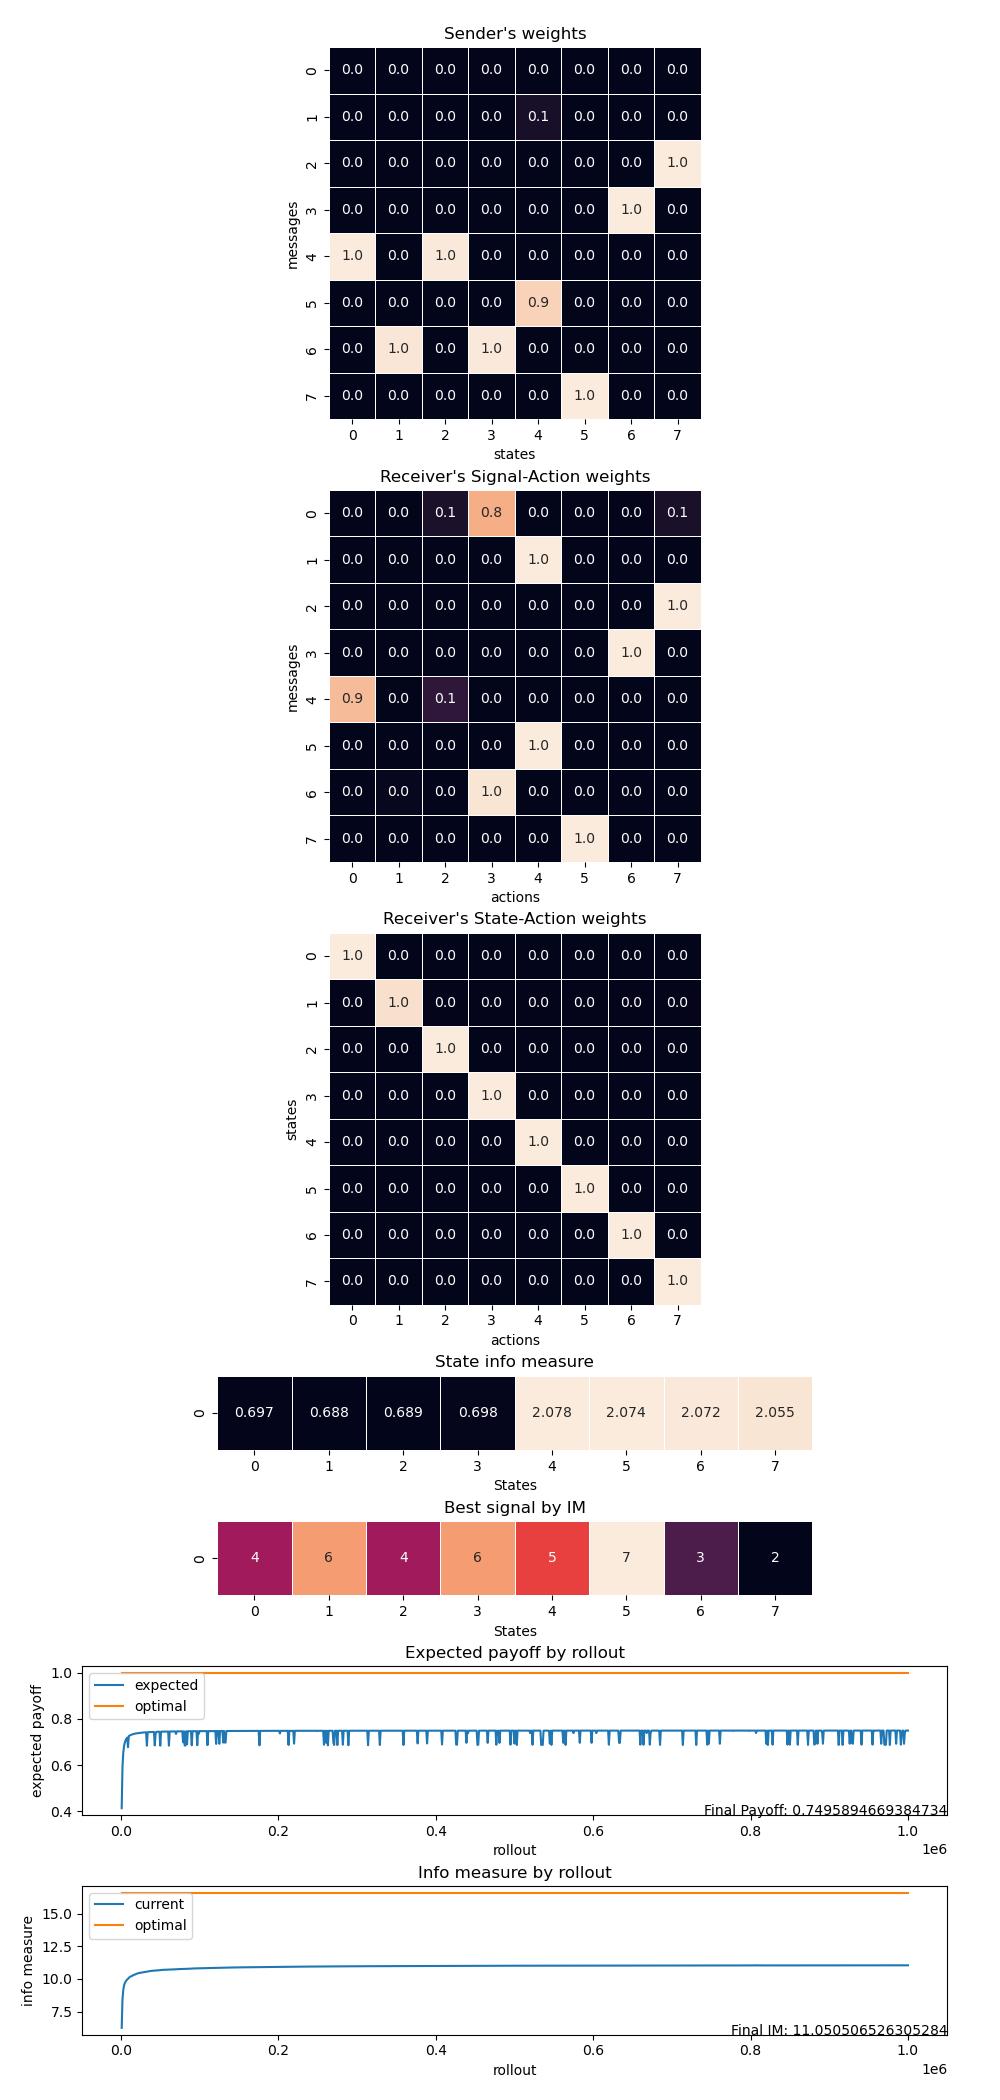 Sender's weights
0 0.0 0.0 0.0 0.0 0.0 0.0 0.0 0.0
1 0.0 0.0 0.0 0.0 0.1 0.0 0.0 0.0
2 0.0 0.0 0.0 0.0 0.0 0.0 0.0 1.0
3 0.0 0.0 0.0 0.0 0.0 0.0 1.0 0.0
messages
4 1.0 0.0 1.0 0.0 0.0 0.0 0.0 0.0
5 0.0 0.0 0.0 0.0 0.9 0.0 0.0 0.0
6 0.0 1.0 0.0 1.0 0.0 0.0 0.0 0.0
7 0.0 0.0 0.0 0.0 0.0 1.0 0.0 0.0
0 1 2 3 4 5 6 7
states
Receiver's Signal-Action weights
0 0.0 0.0 0.1 0.8 0.0 0.0 0.0 0.1
1 0.0 0.0 0.0 0.0 1.0 0.0 0.0 0.0
2 0.0 0.0 0.0 0.0 0.0 0.0 0.0 1.0
3 0.0 0.0 0.0 0.0 0.0 0.0 1.0 0.0
messages
4 0.9 0.0 0.1 0.0 0.0 0.0 0.0 0.0
5 0.0 0.0 0.0 0.0 1.0 0.0 0.0 0.0
6 0.0 0.0 0.0 1.0 0.0 0.0 0.0 0.0
7 0.0 0.0 0.0 0.0 0.0 1.0 0.0 0.0
0 1 2 3 4 5 6 7
actions
Receiver's State-Action weights
0 1.0 0.0 0.0 0.0 0.0 0.0 0.0 0.0
1 0.0 1.0 0.0 0.0 0.0 0.0 0.0 0.0
2 0.0 0.0 1.0 0.0 0.0 0.0 0.0 0.0
3 0.0 0.0 0.0 1.0 0.0 0.0 0.0 0.0
states
4 0.0 0.0 0.0 0.0 1.0 0.0 0.0 0.0
5 0.0 0.0 0.0 0.0 0.0 1.0 0.0 0.0
6 0.0 0.0 0.0 0.0 0.0 0.0 1.0 0.0
7 0.0 0.0 0.0 0.0 0.0 0.0 0.0 1.0
0 1 2 3 4 5 6 7
actions
State info measure
0 0.697 0.688 0.689 0.698 2.078 2.074 2.072 2.055
0 1 2 3 4 5 6 7
States
Best signal by IM
0 4 6 4 6 5 7 3 2
0 1 2 3 4 5 6 7
States
Expected payoff by rollout
expected payoff
1.0
0.8
0.6
0.4
expected
optimal
Final Payoff: 0.7495894669384734
0.0 0.2 0.4 0.6 0.8 1.0
rollout
1e6
Info measure by rollout
info measure
15.0
12.5
10.0
7.5
current
optimal
Final IM: 11.050506526305284
0.0 0.2 0.4 0.6 0.8 1.0
rollout
1e6